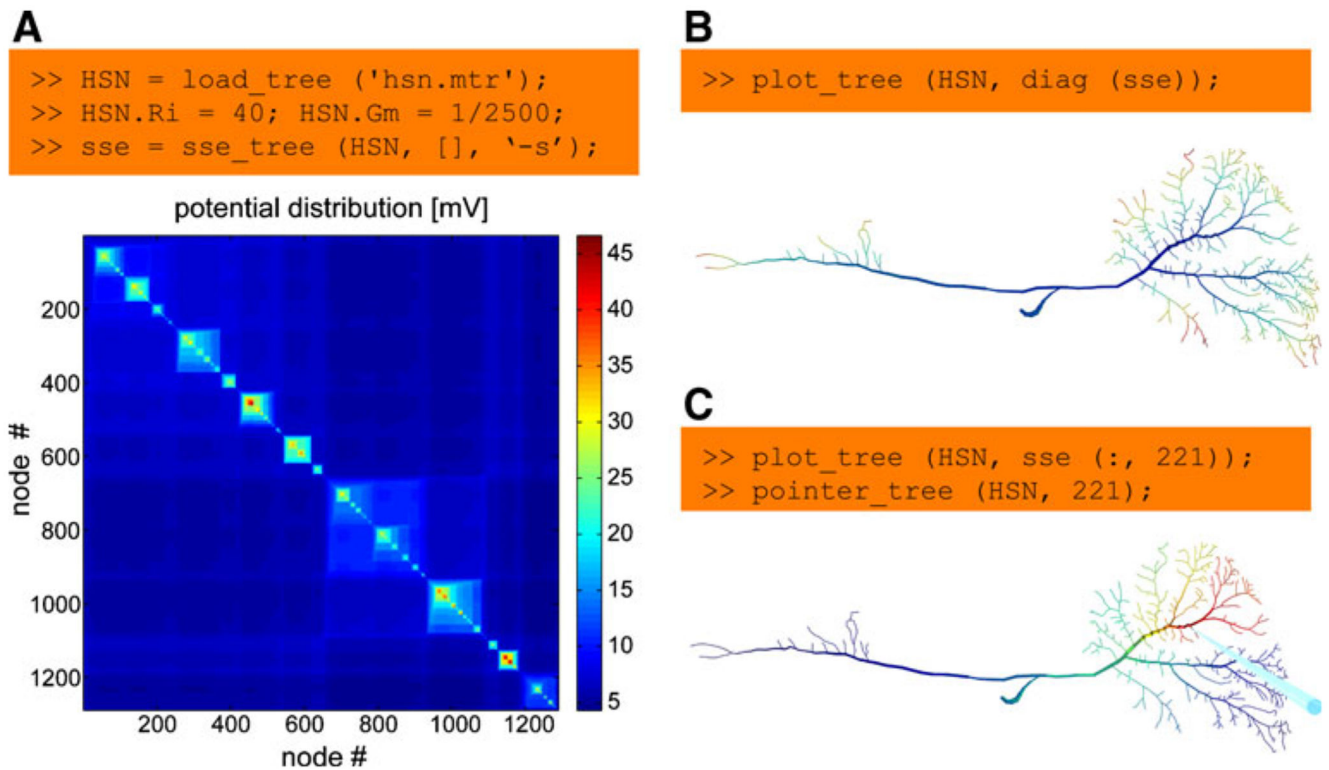 A
>> HSN = load_tree ('hsn.mtr');
>> HSN.Ri = 40; HSN.Gm = 1/2500;
>> sse = sse_tree (HSN, [], ‘-s’);
potential distribution [mV]
45
40
35
30
25
20
15
10
5
200
400
600
800
1000
1200
node #
200 400 600 800 1000 1200
node #
B
>> plot_tree (HSN, diag (sse));
C
>> plot_tree (HSN, sse (:, 221));
>> pointer_tree (HSN, 221);